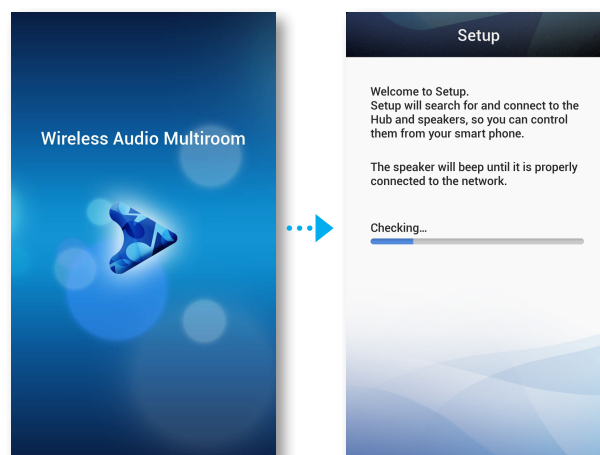 Wireless Audio Multiroom
Setup
Welcome to Setup.
Setup will search for and connect to the
Hub and speakers, so you can control
them from your smart phone.
The speaker will beep until it is properly
connected to the network.
Checking...